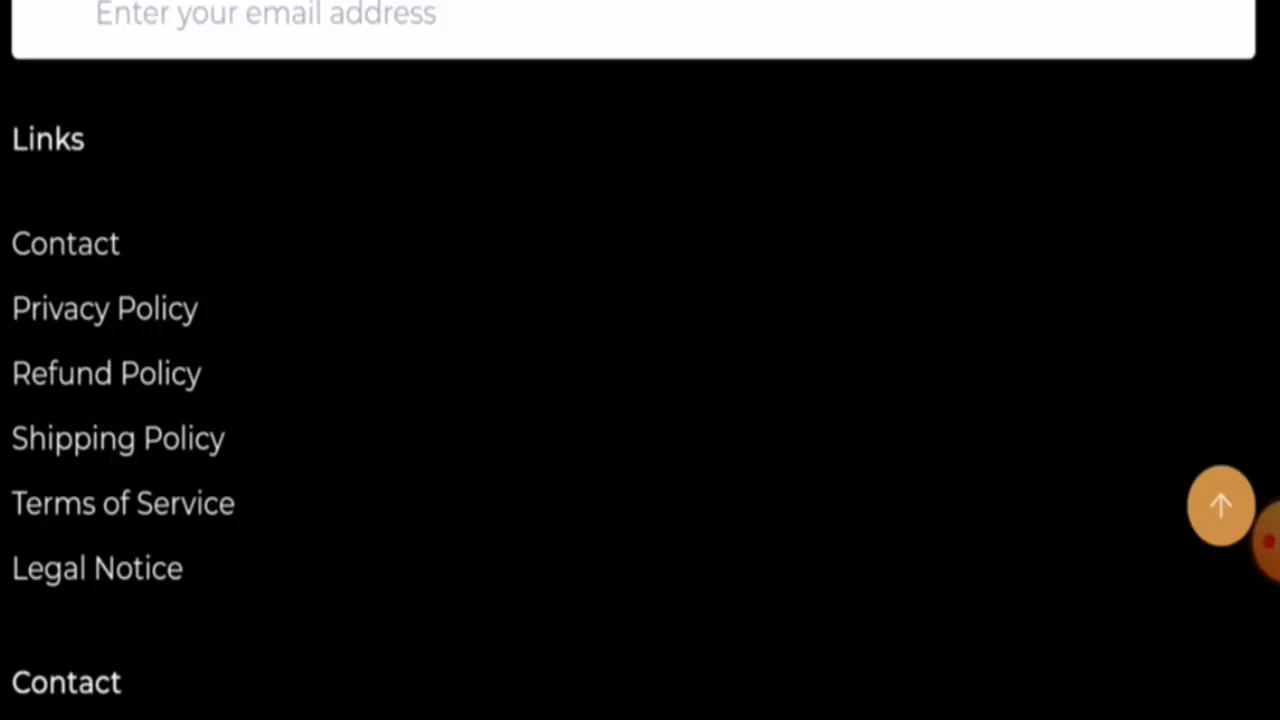 Enter your email address
Links
Contact
Privacy Policy
Refund Policy
Shipping Policy
Terms of Service
Legal Notice
Contact